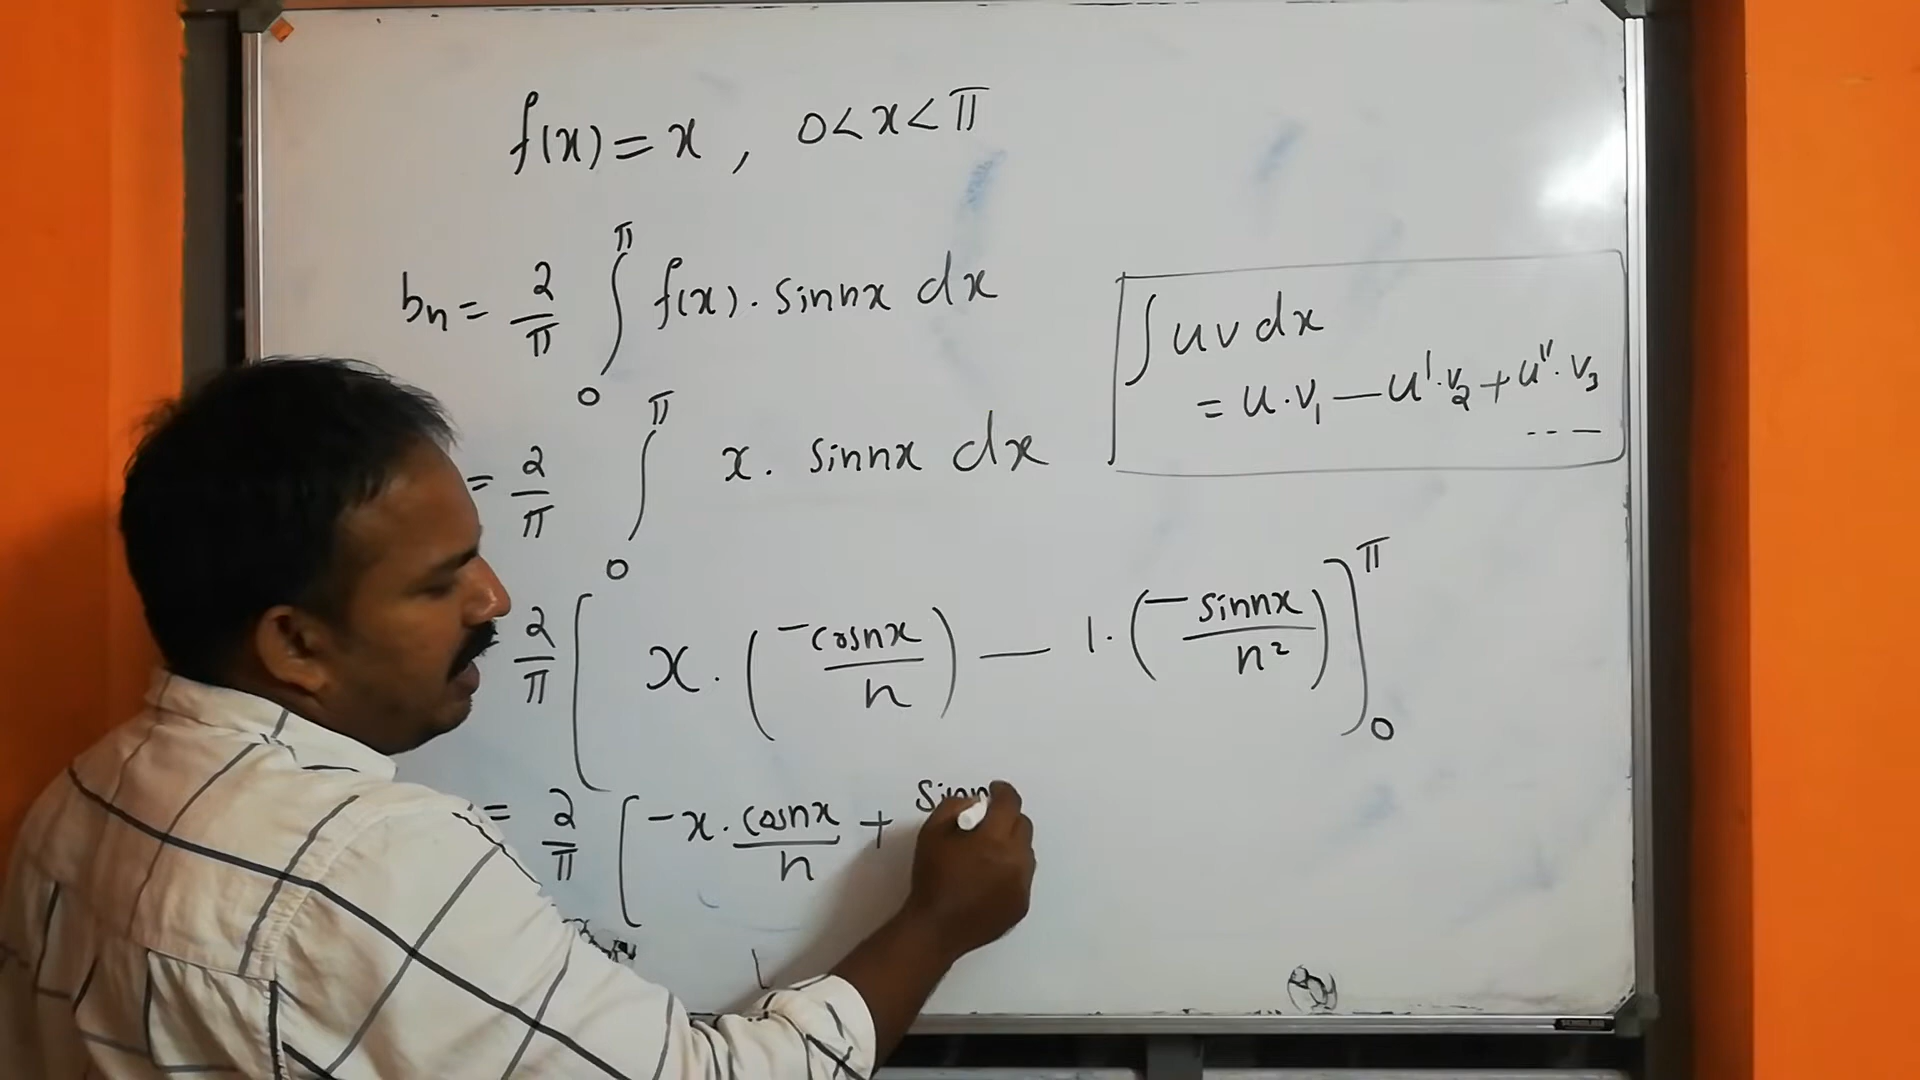 f(x) = x , 0<x<π
bn = 2/π ∫₀^π f(x) · sinnx dx
∫ u v dx
= u·v₁ — u'·v₂ + u''·v₃ ----
= 2/π ∫₀^π x · sinnx dx
2/π [ x · (-cosnx/n) — 1·(-sinnx/n²) ]₀^π
= 2/π [ -x · cosnx/n + sinn